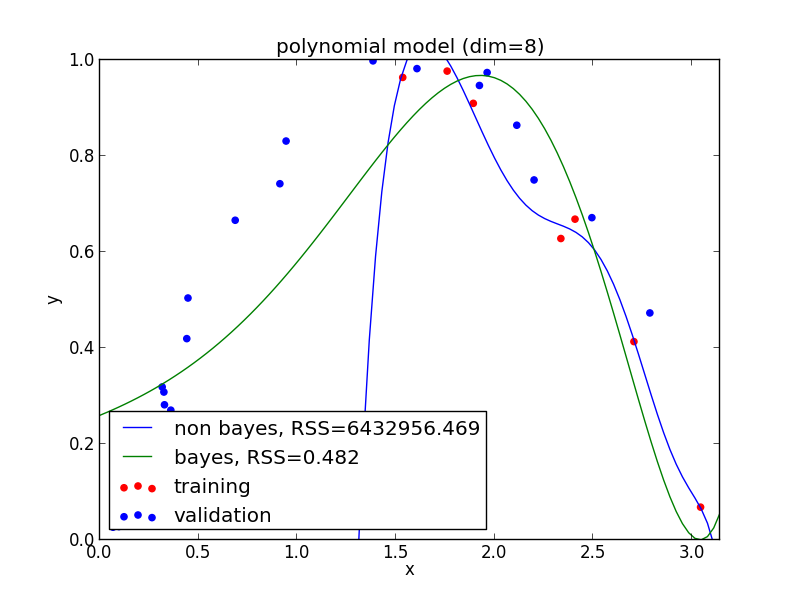 polynomial model (dim=8)
1.0
0.8
0.6
0.4
0.2
0.0
y
non bayes, RSS=6432956.469
bayes, RSS=0.482
training
validation
0.0 0.5 1.0 1.5 2.0 2.5 3.0
x